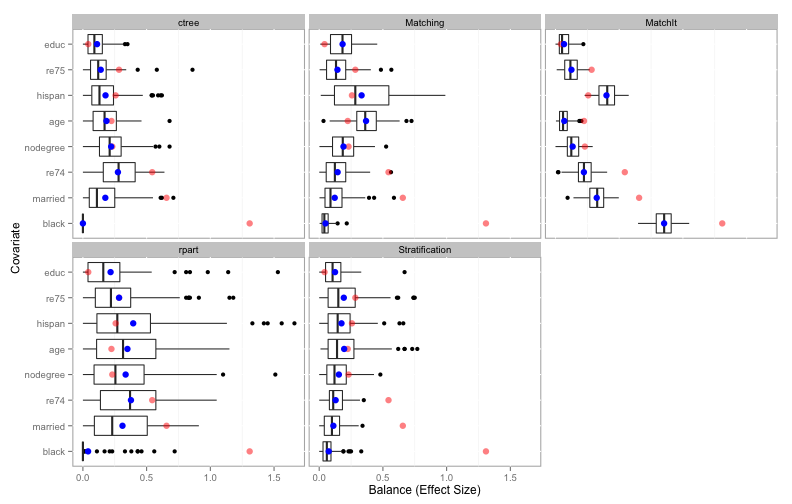 ctree Matching MatchIt
educ
re75
hispan
age
nodegree
re74
married
black
Covariate
rpart Stratification
educ
re75
hispan
age
nodegree
re74
married
black
0.0 0.5 1.0 1.5 0.0 0.5 1.0 1.5
Balance (Effect Size)